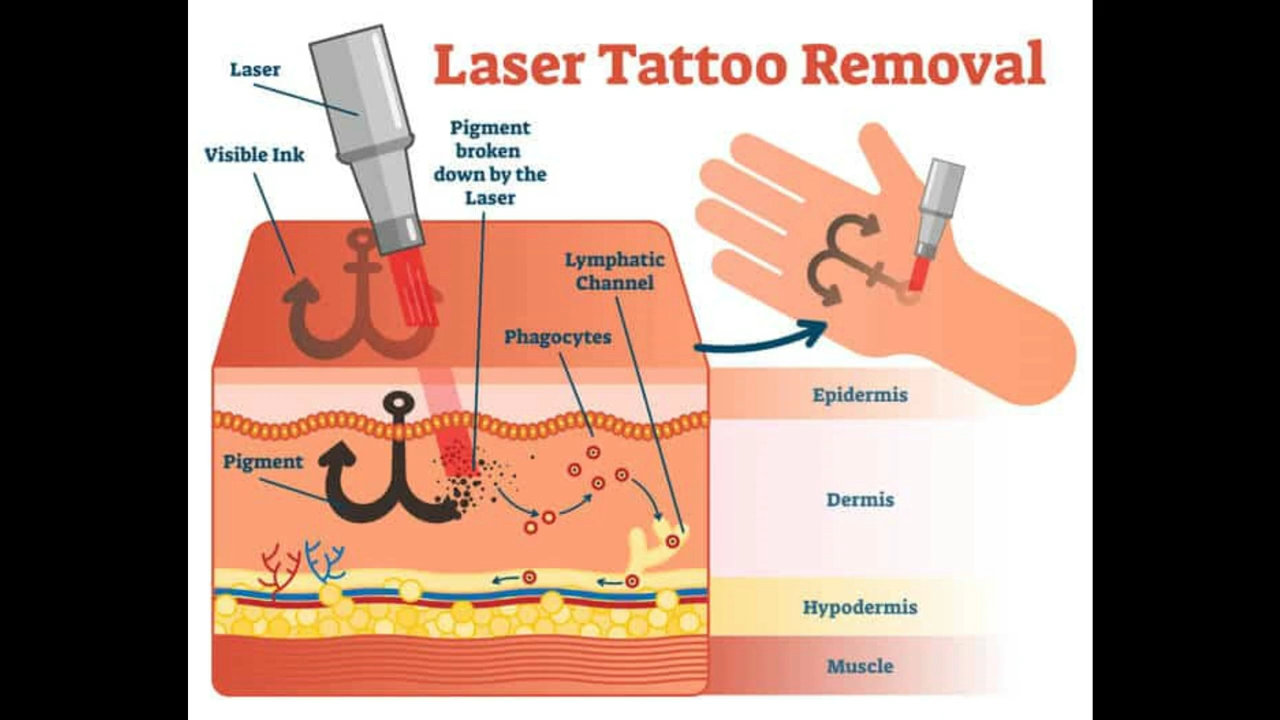 Laser Tattoo Removal
Laser
Visible Ink
Pigment
broken
down by the
Laser
Lymphatic
Channel
Phagocytes
Pigment
Epidermis
Dermis
Hypodermis
Muscle